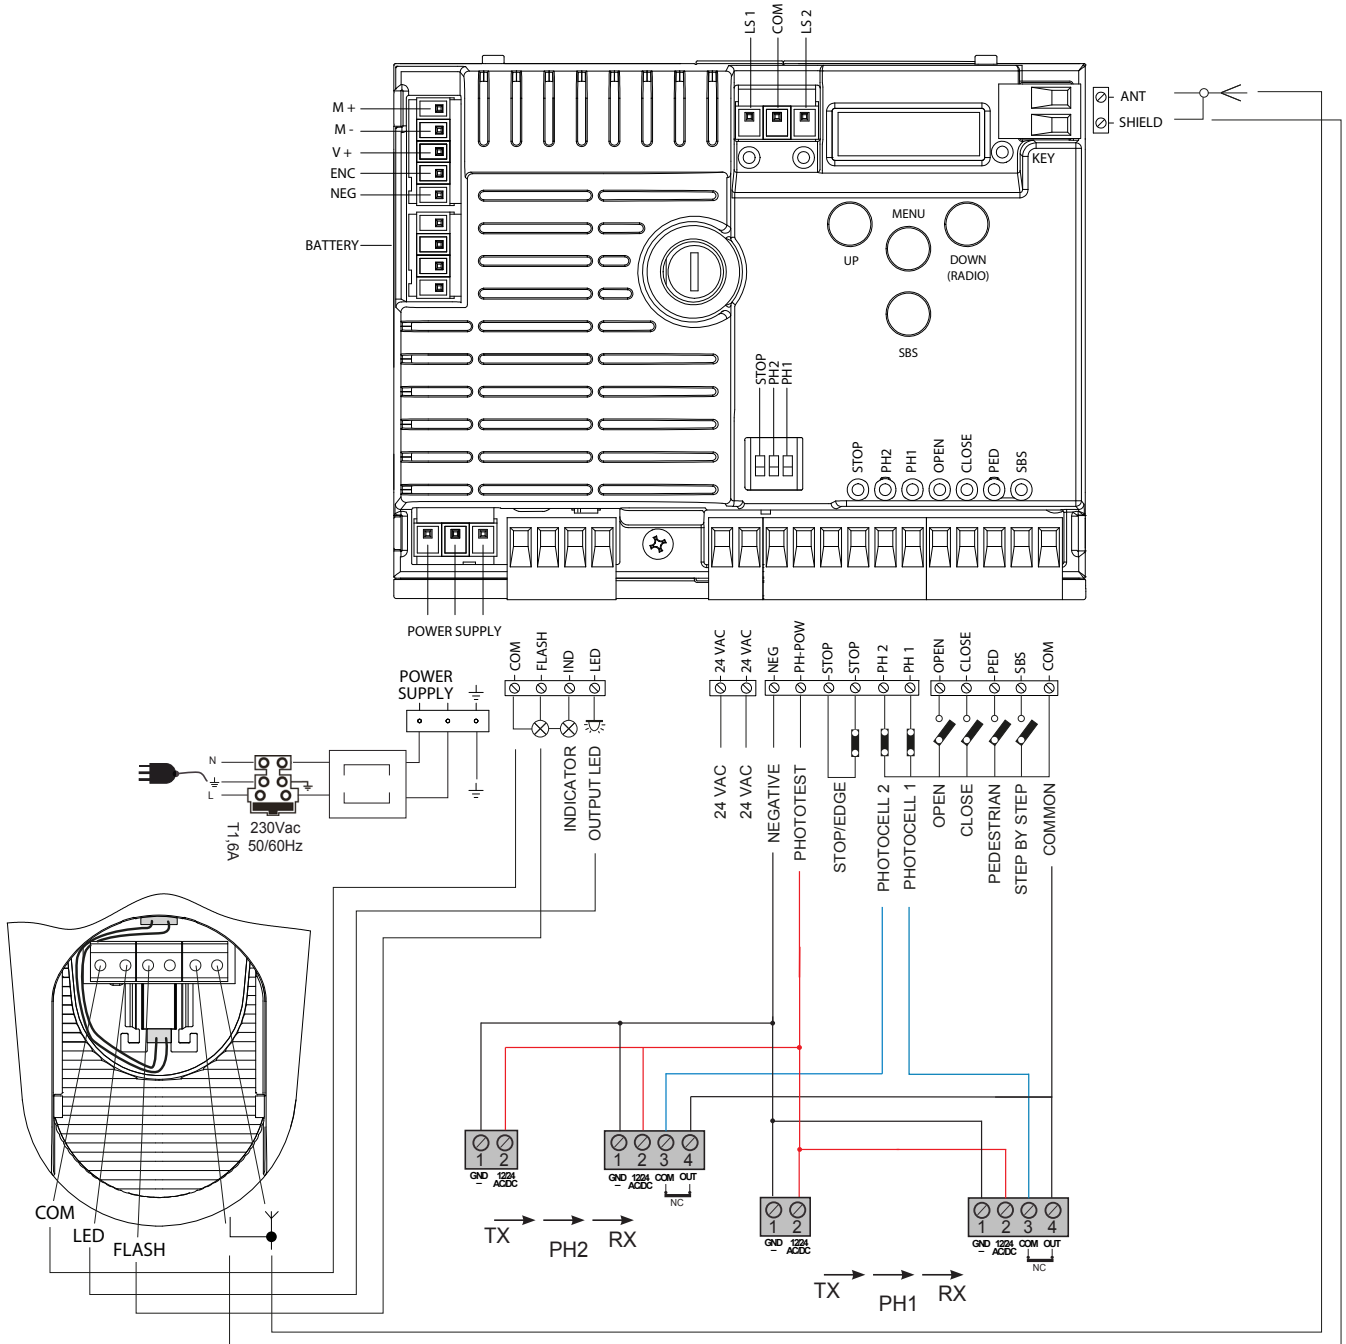 LS 1
COM
LS 2
M +
M -
V +
ENC
NEG
BATTERY
ANT
SHIELD
KEY
UP
MENU
DOWN
(RADIO)
SBS
STOP
PH2
PH1
STOP
PH2
PH1
OPEN
CLOSE
PED
SBS
POWER SUPPLY
COM
FLASH
IND
LED
24 VAC
24 VAC
NEG
PH-POW
STOP
STOP
PH 2
PH 1
OPEN
CLOSE
PED
SBS
COM
POWER
SUPPLY
N
L
T1.6A
230Vac
50/60Hz
INDICATOR
OUTPUT LED
24 VAC
24 VAC
NEGATIVE
PHOTOTEST
STOP/EDGE
PHOTOCELL 2
PHOTOCELL 1
OPEN
CLOSE
PEDESTRIAN
STEP BY STEP
COMMON
COM
LED
FLASH
1 2
GND 12/24
– AC/DC
1 2 3 4
GND 12/24 COM OUT
– AC/DC
NC
TX PH2 RX
1 2
GND 12/24
– AC/DC
1 2 3 4
GND 12/24 COM OUT
– AC/DC
NC
TX PH1 RX